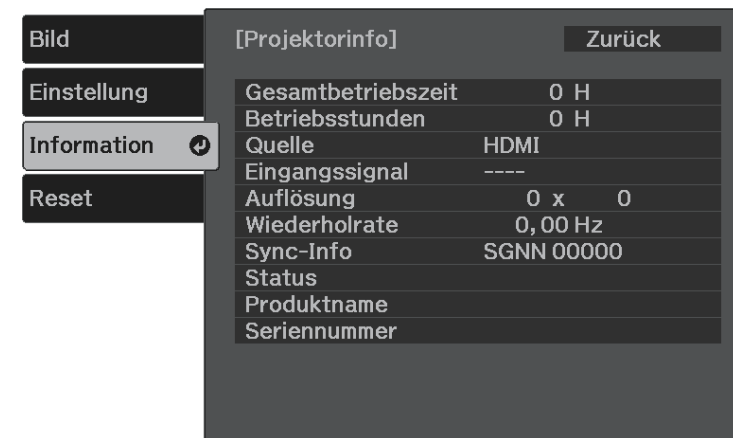 Bild
Einstellung
Information
Reset
[Projektorinfo] Zurück
Gesamtbetriebszeit 0 H
Betriebsstunden 0 H
Quelle HDMI
Eingangssignal ----
Auflösung 0 x 0
Wiederholrate 0,00 Hz
Sync-Info SGNN 00000
Status
Produktname
Seriennummer